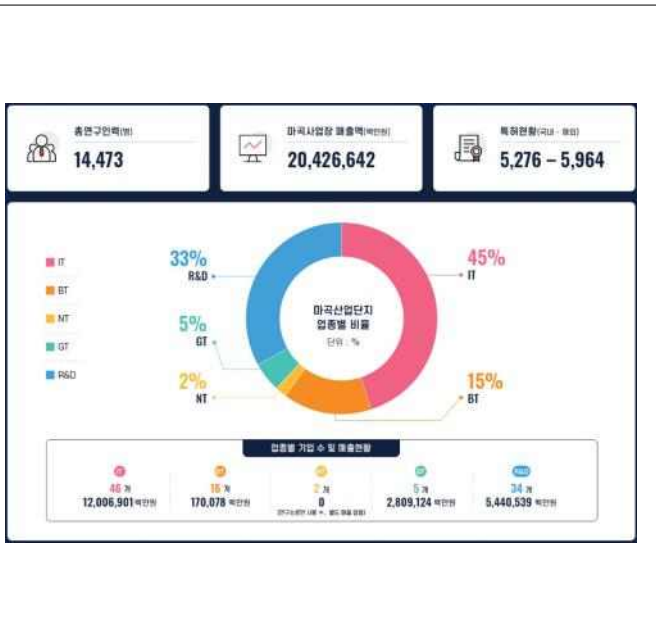 총연구인력(명)
14,473
마곡사업장 매출액(백만원)
20,426,642
특허현황(국내 · 해외)
5,276 – 5,964
IT
BT
NT
GT
R&D
33%
R&D
5%
GT
2%
NT
45%
IT
15%
BT
마곡산업단지
업종별 비율
단위 : %
업종별 기업 수 및 매출현황
IT
46 개
12,006,901 백만원
BT
16 개
170,078 백만원
NT
2 개
0
GT
5 개
2,809,124 백만원
R&D
34 개
5,440,539 백만원